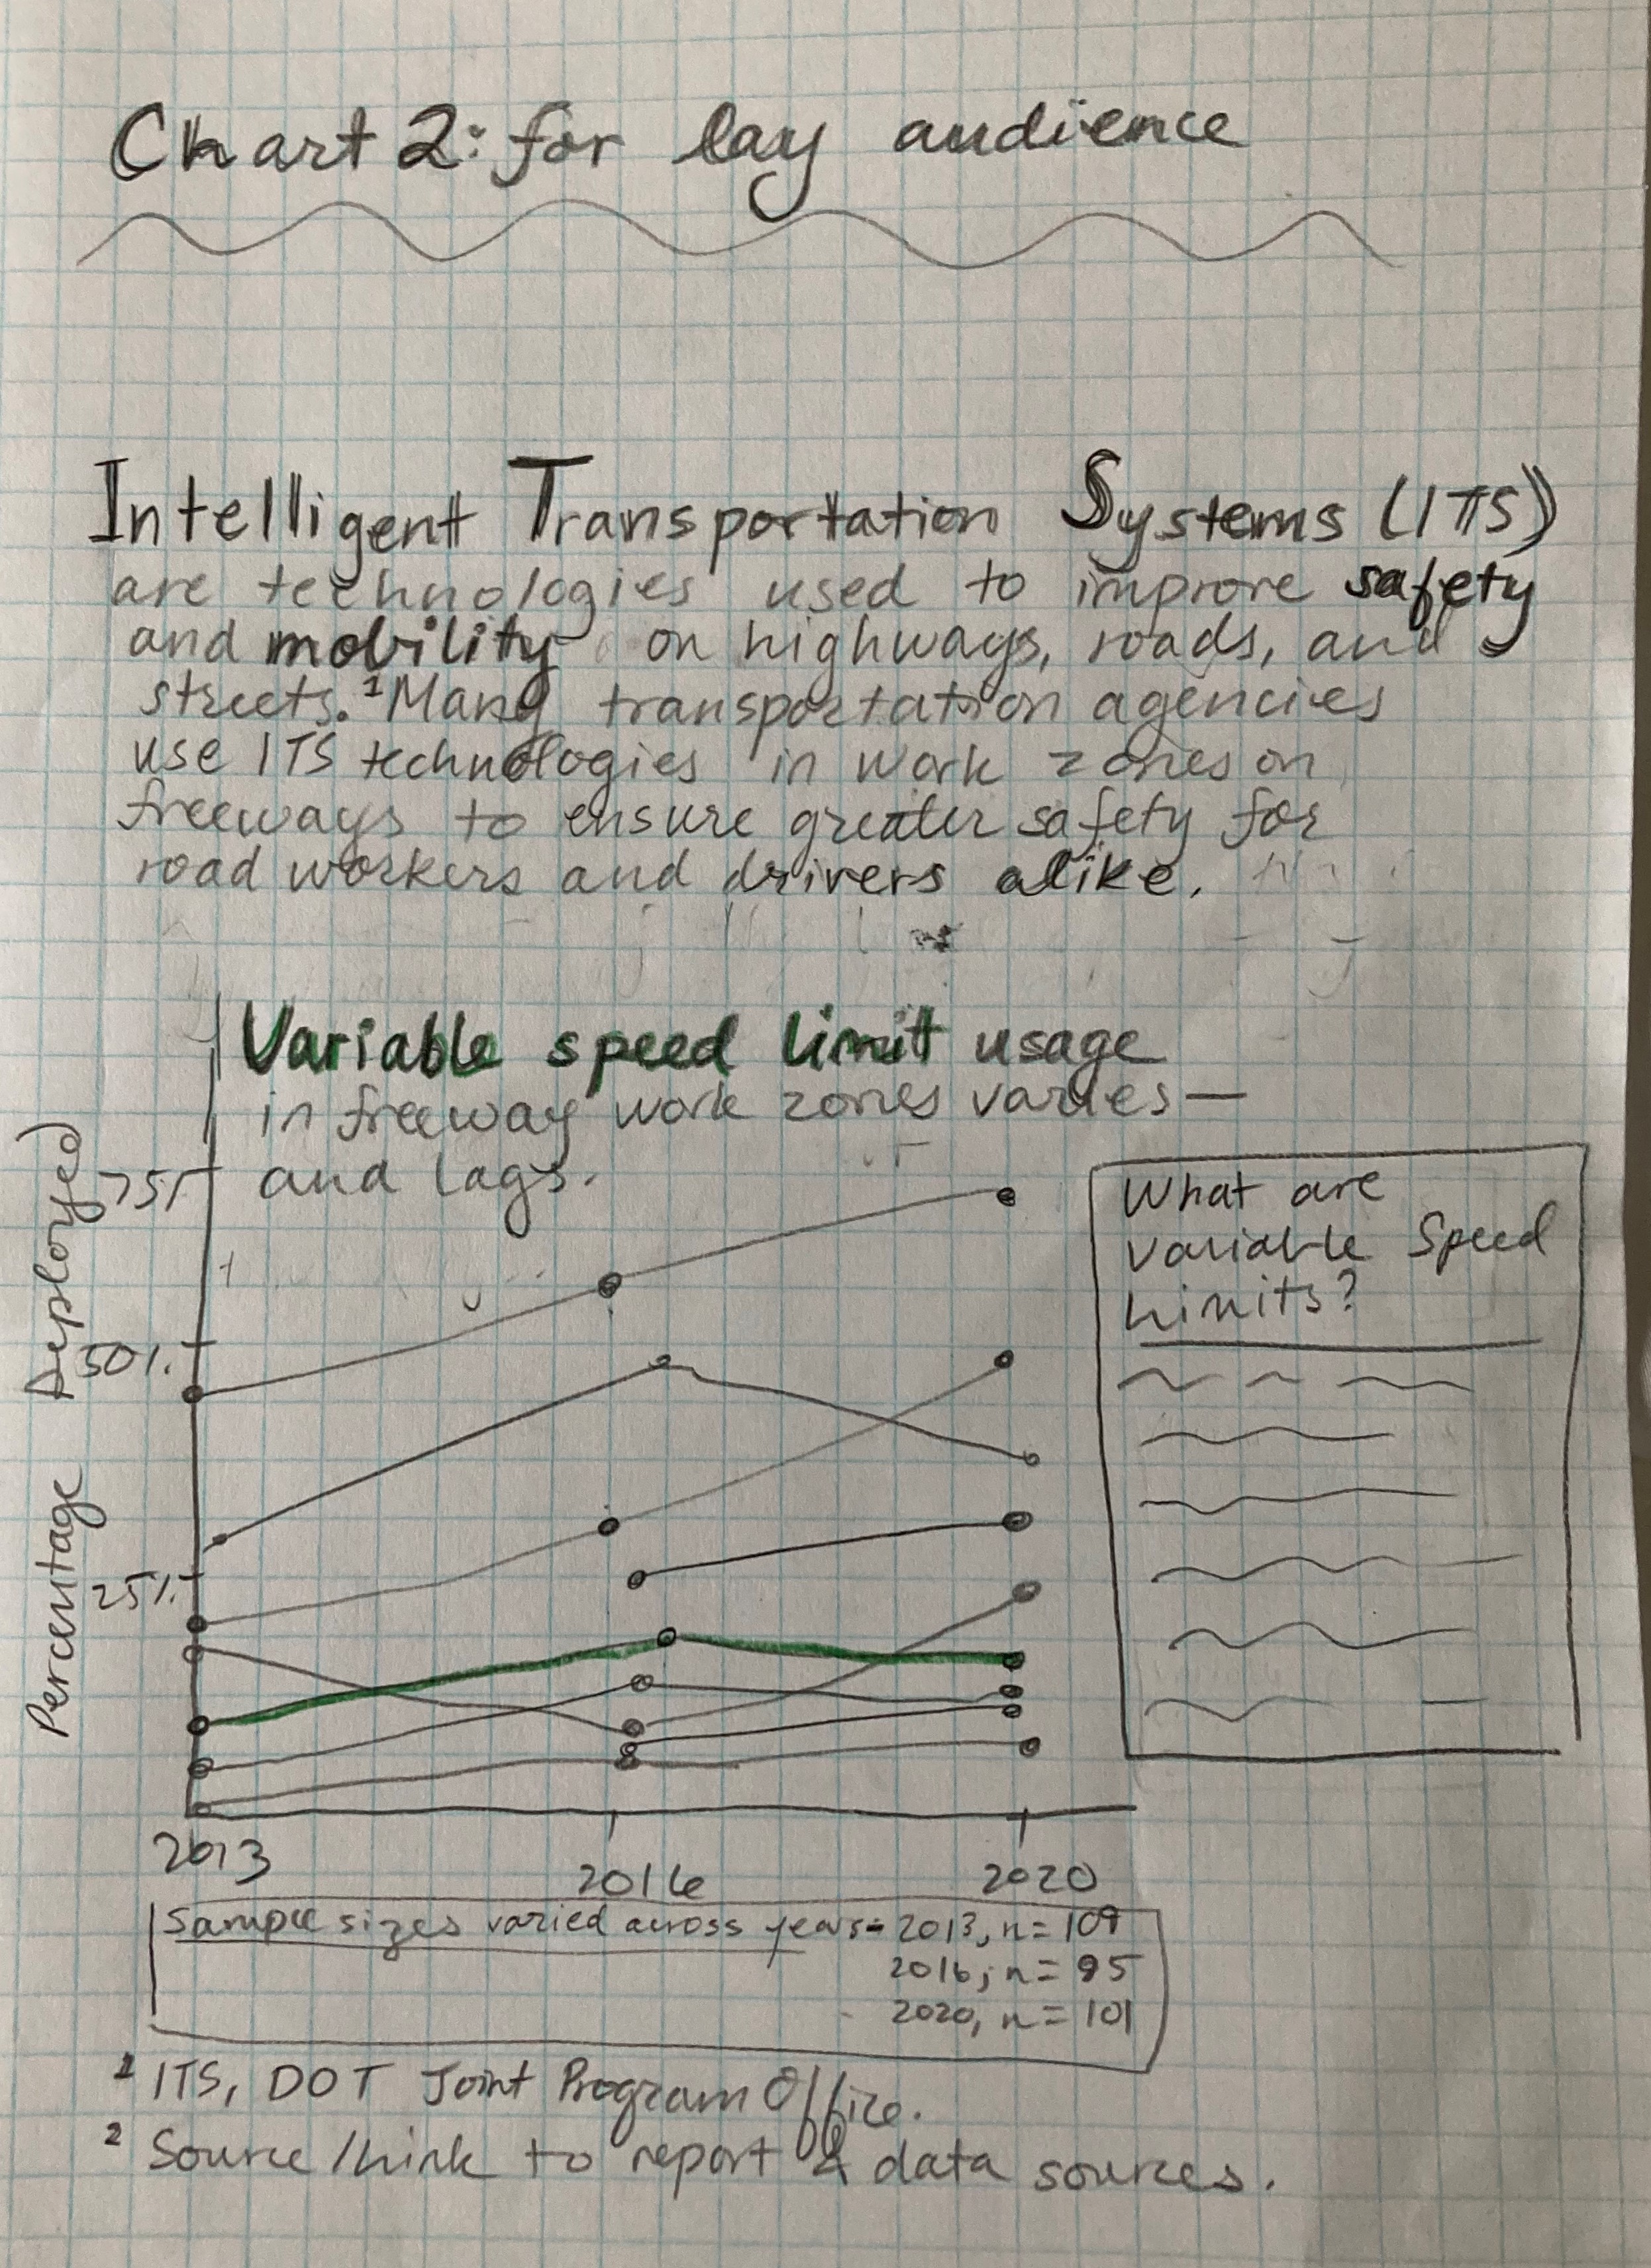 Chart 2: for lay audience
Intelligent Transportation Systems (ITS)
are technologies used to improve safety
and mobility on highways, roads, and
streets.¹ Many transportation agencies
use ITS technologies in work zones on
freeways to ensure greater safety for
road workers and drivers alike.
Variable speed limit usage
in freeway work zones varies—
and lags.
Percentage Deployed
75%
50%.
25%.
What are
Variable Speed
Limits?
2013
2016
2020
Sample sizes varied across years- 2013, n=109
2016, n=95
2020, n=101
¹ ITS, DOT Joint Program Office.
² Source/Link to report & data sources.